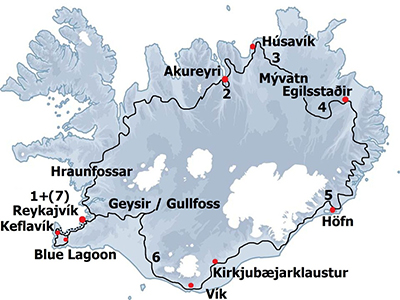 Húsavík
3
Akureyri
Mývatn
2
Egilsstaðir
4
Hraunfossar
1+(7)
Reykajvík
Geysir / Gullfoss
5
Keflavík
Höfn
Blue Lagoon
6
Kirkjubæjarklaustur
Vík